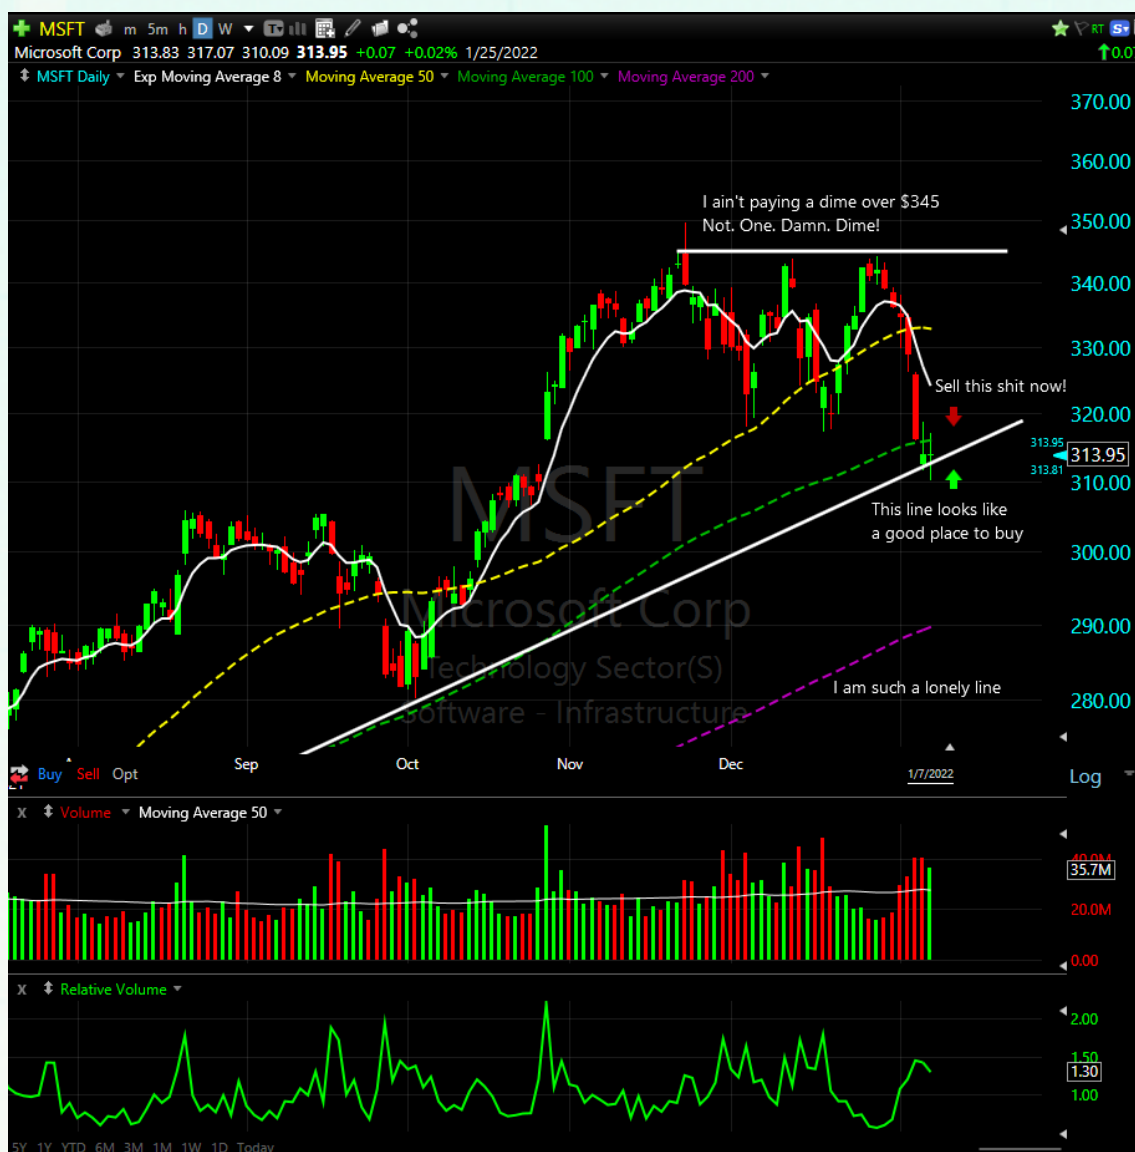 MSFT m 5m h D W T RT S
Microsoft Corp 313.83 317.07 310.09 313.95 +0.07 +0.02% 1/25/2022
MSFT Daily Exp Moving Average 8 Moving Average 50 Moving Average 100 Moving Average 200
370.00
360.00
I ain't paying a dime over $345
Not. One. Damn. Dime!
350.00
340.00
330.00
Sell this shit now!
320.00
313.95
313.95
313.81
310.00
MSFT
This line looks like
a good place to buy
300.00
Microsoft Corp
290.00
Technology Sector(S)
I am such a lonely line
280.00
Software - Infrastructure
Sep Oct Nov Dec
Buy Sell Opt
1/7/2022
Log
X Volume Moving Average 50
40.0M
35.7M
20.0M
0.00
X Relative Volume
2.00
1.50
1.30
1.00
5Y 1Y YTD 6M 3M 1M 1W 1D Today